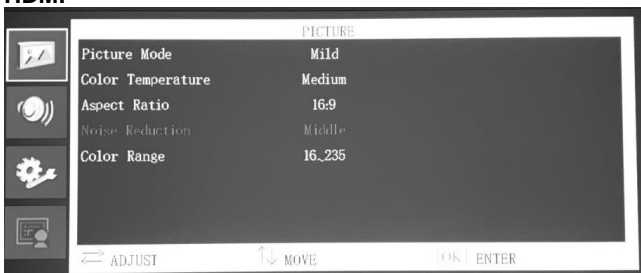 PICTURE
Picture Mode Mild
Color Temperature Medium
Aspect Ratio 16:9
Noise Reduction Middle
Color Range 16~235
ADJUST MOVE OK ENTER